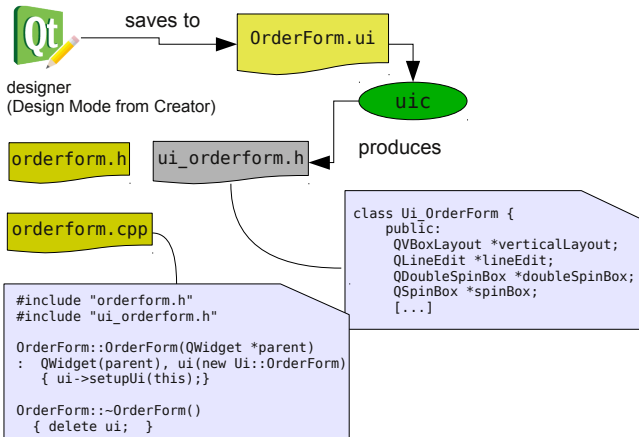 Qt
saves to
OrderForm.ui
designer
(Design Mode from Creator)
uic
produces
orderform.h
ui_orderform.h
orderform.cpp
class Ui_OrderForm {
    public:
     QVBoxLayout *verticalLayout;
     QLineEdit *lineEdit;
     QDoubleSpinBox *doubleSpinBox;
     QSpinBox *spinBox;
     [...]
#include "orderform.h"
#include "ui_orderform.h"
OrderForm::OrderForm(QWidget *parent)
:  QWidget(parent), ui(new Ui::OrderForm)
   { ui->setupUi(this);}
OrderForm::~OrderForm()
  { delete ui;  }